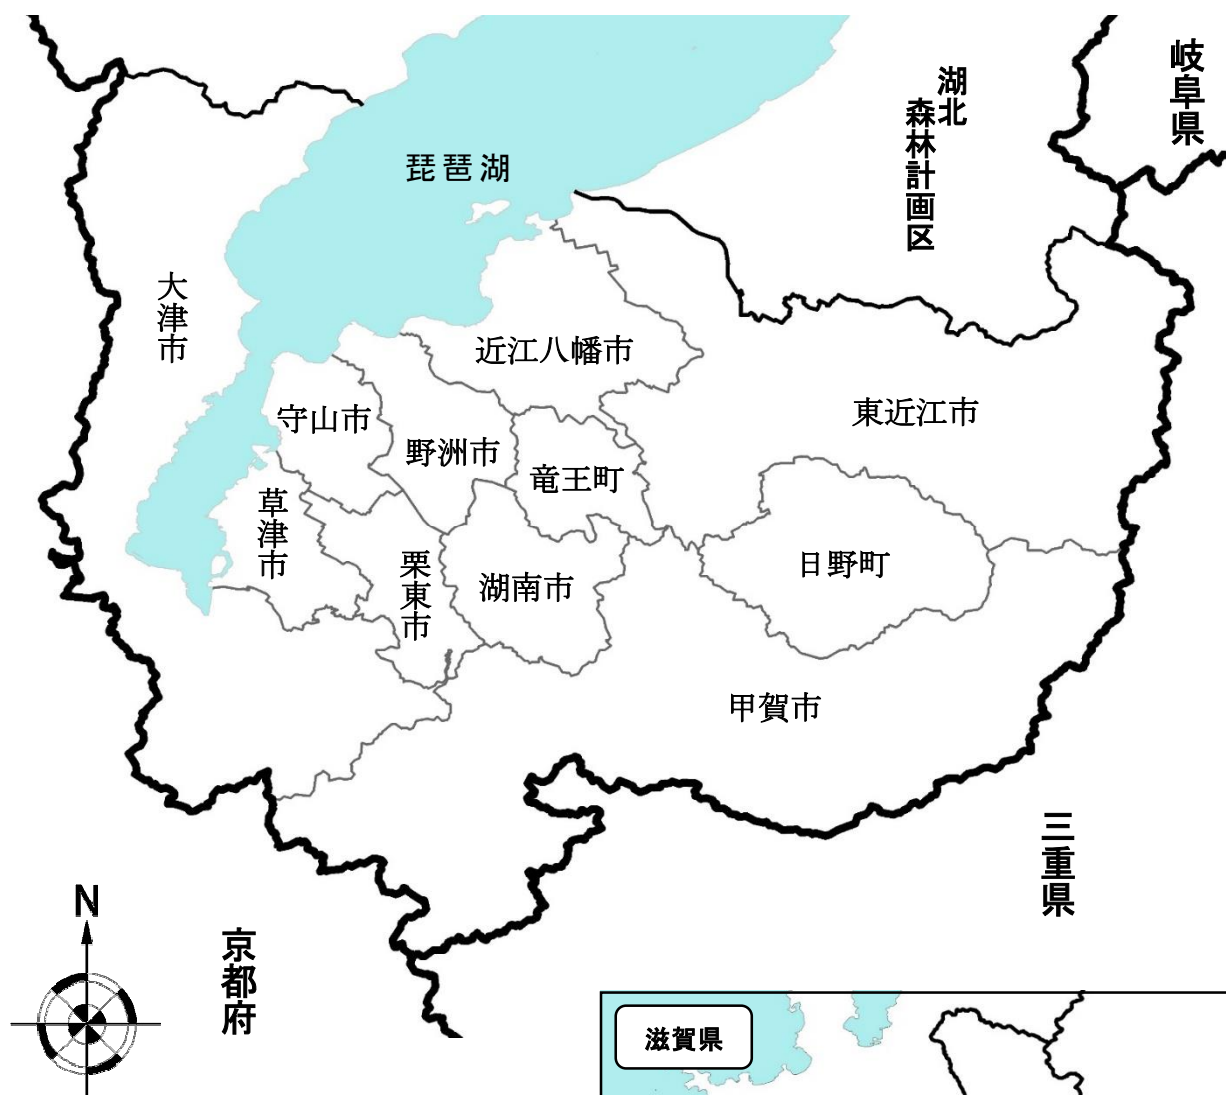 岐阜県
湖北
森林計画区
琵琶湖
大津市
近江八幡市
東近江市
守山市
野洲市
竜王町
草津市
栗東市
湖南市
日野町
甲賀市
三重県
N
京都府
滋賀県